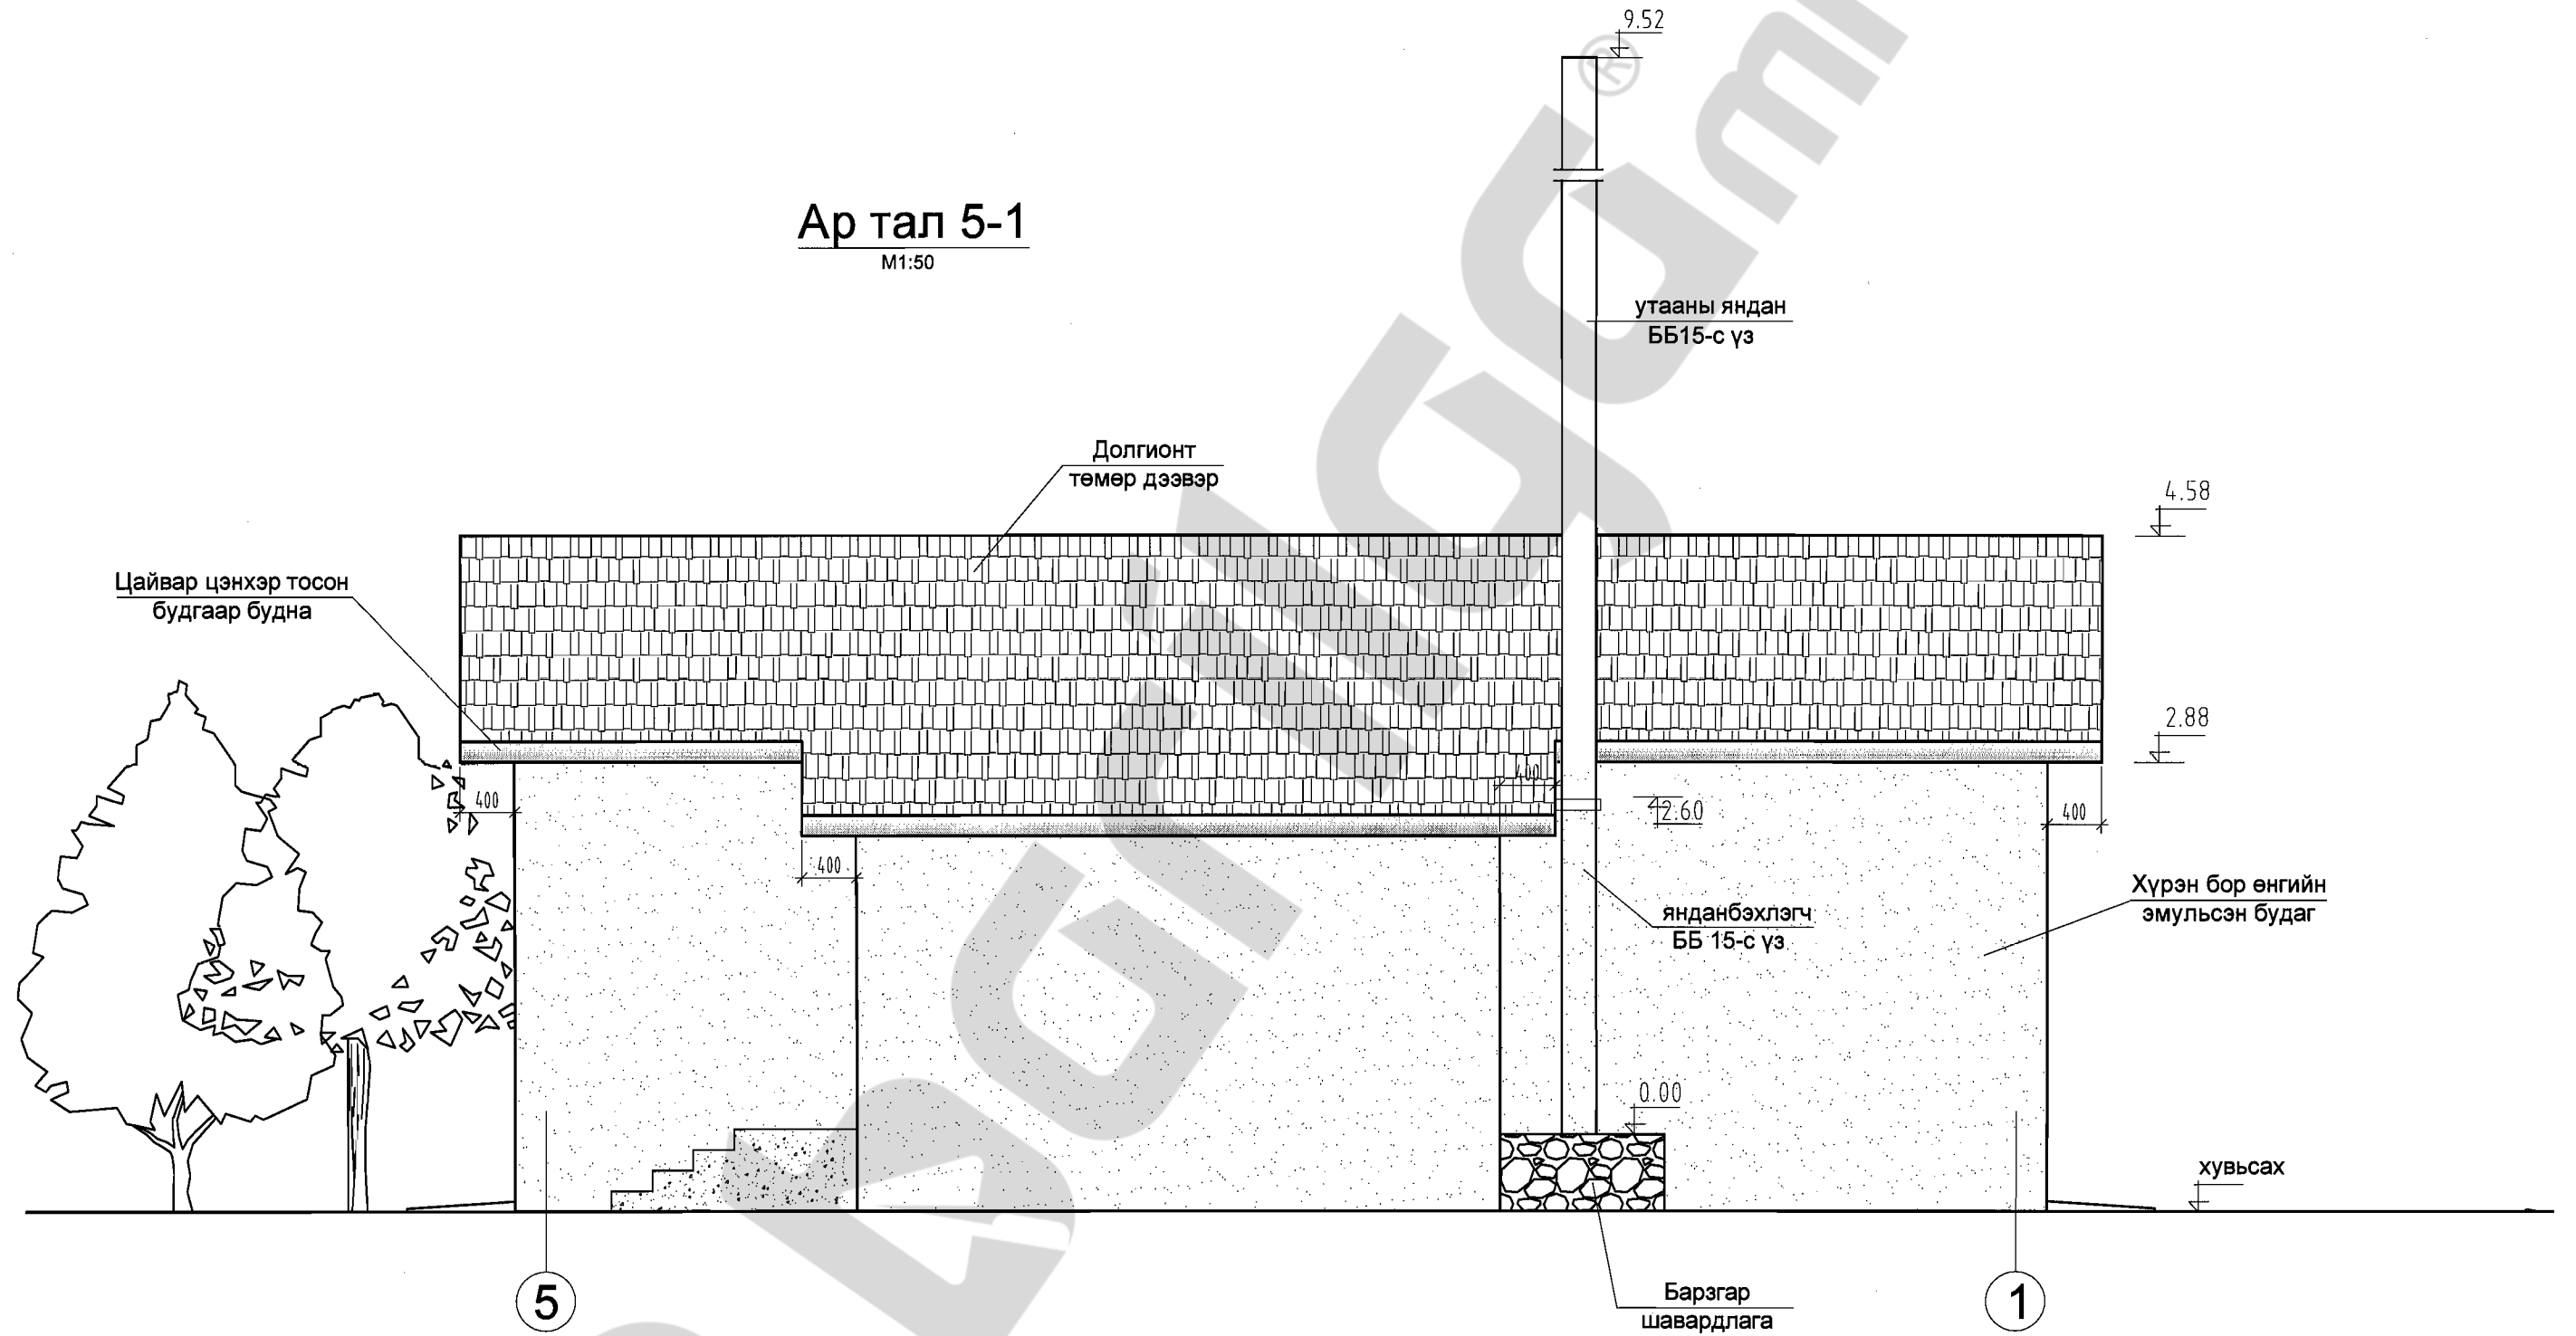 9.52
Ар тал 5-1
М1:50
утааны яндан
ББ15-с үз
Долгионт
төмөр дээвэр
4.58
Цайвар цэнхэр тосон
будгаар будна
2.88
400
400
2.60
400
400
Хүрэн бор өнгийн
эмульсэн будаг
янданбэхлэгч
ББ 15-с үз
0.00
хувьсах
5
1
Барзгар
шавардлага
®